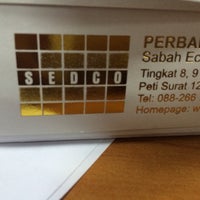 SEDCO
PERBA
Sabah Ec
Tingkat 8, 9
Peti Surat 12
Tel: 088-266
Homepage: w